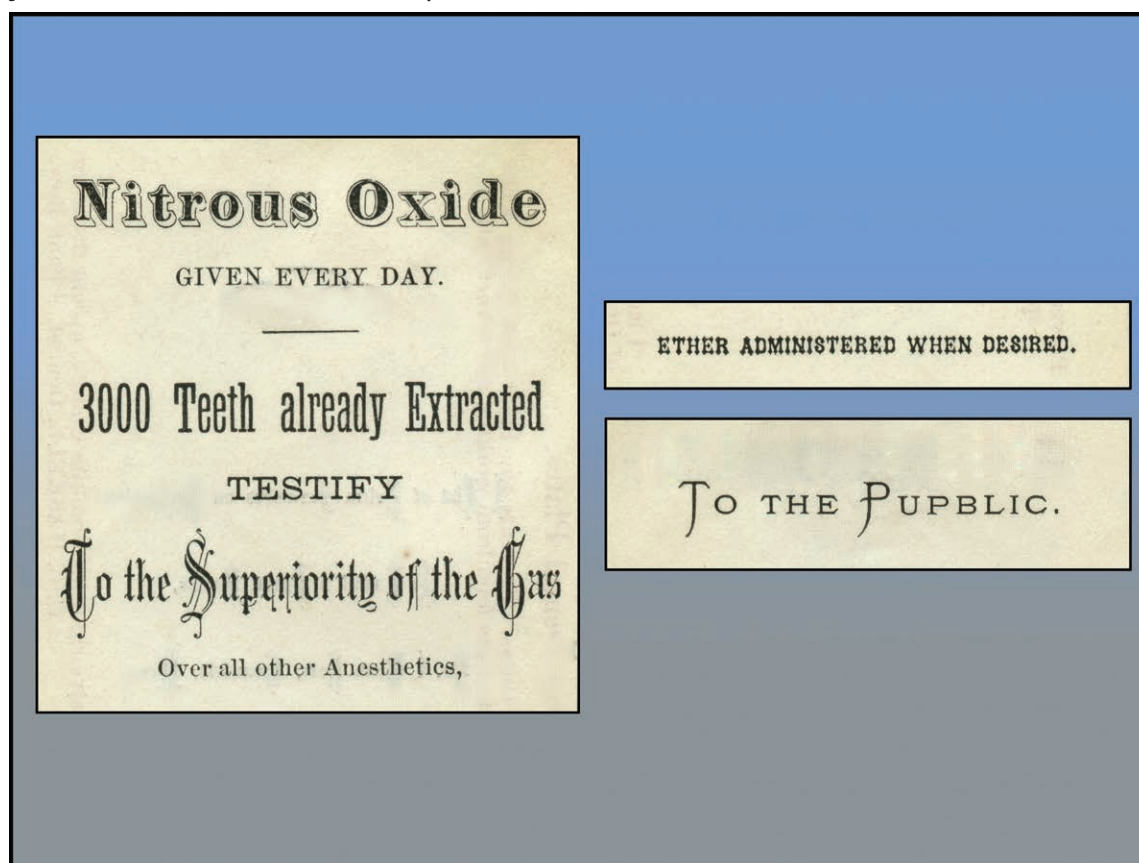 Nitrous Oxide
GIVEN EVERY DAY.
3000 Teeth already Extracted
TESTIFY
To the Superiority of the Gas
Over all other Anesthetics,
ETHER ADMINISTERED WHEN DESIRED.
TO THE PUPBLIC.